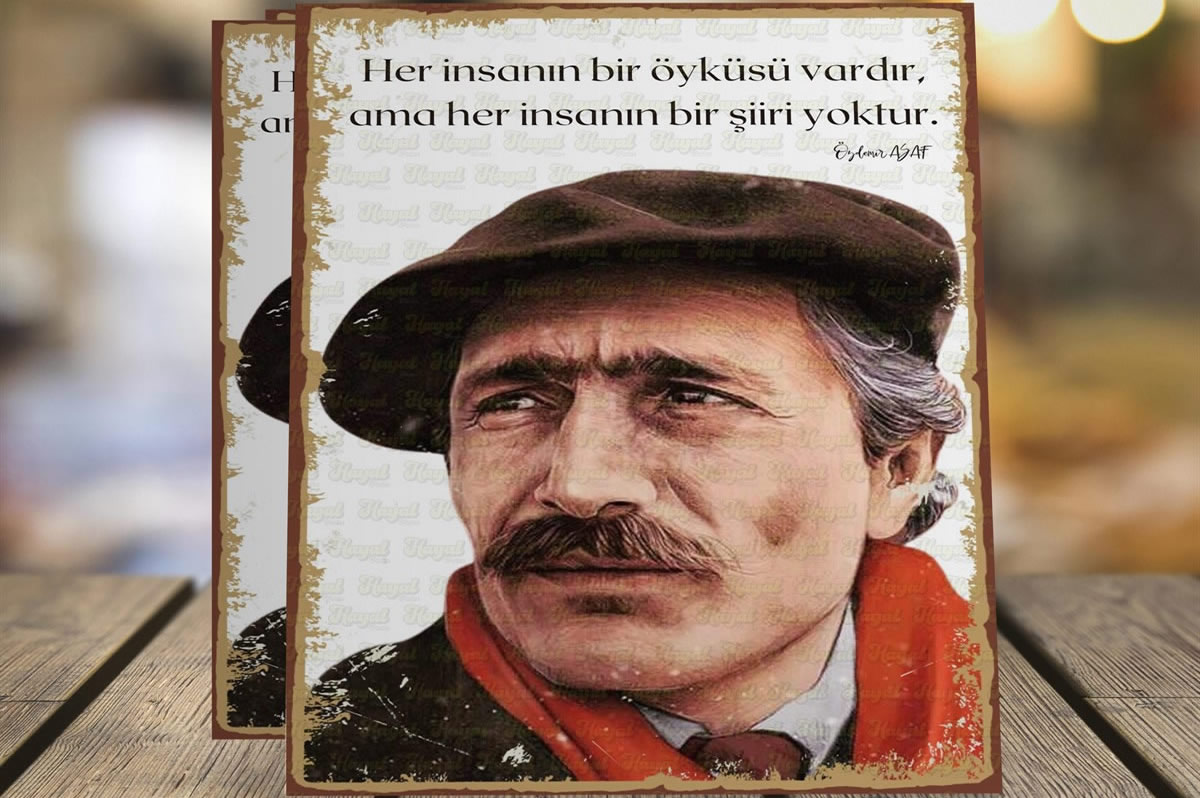 Her insanın bir öyküsü vardır,
ama her insanın bir şiiri yoktur.
Özdemir ASAF
H
an
Hayal